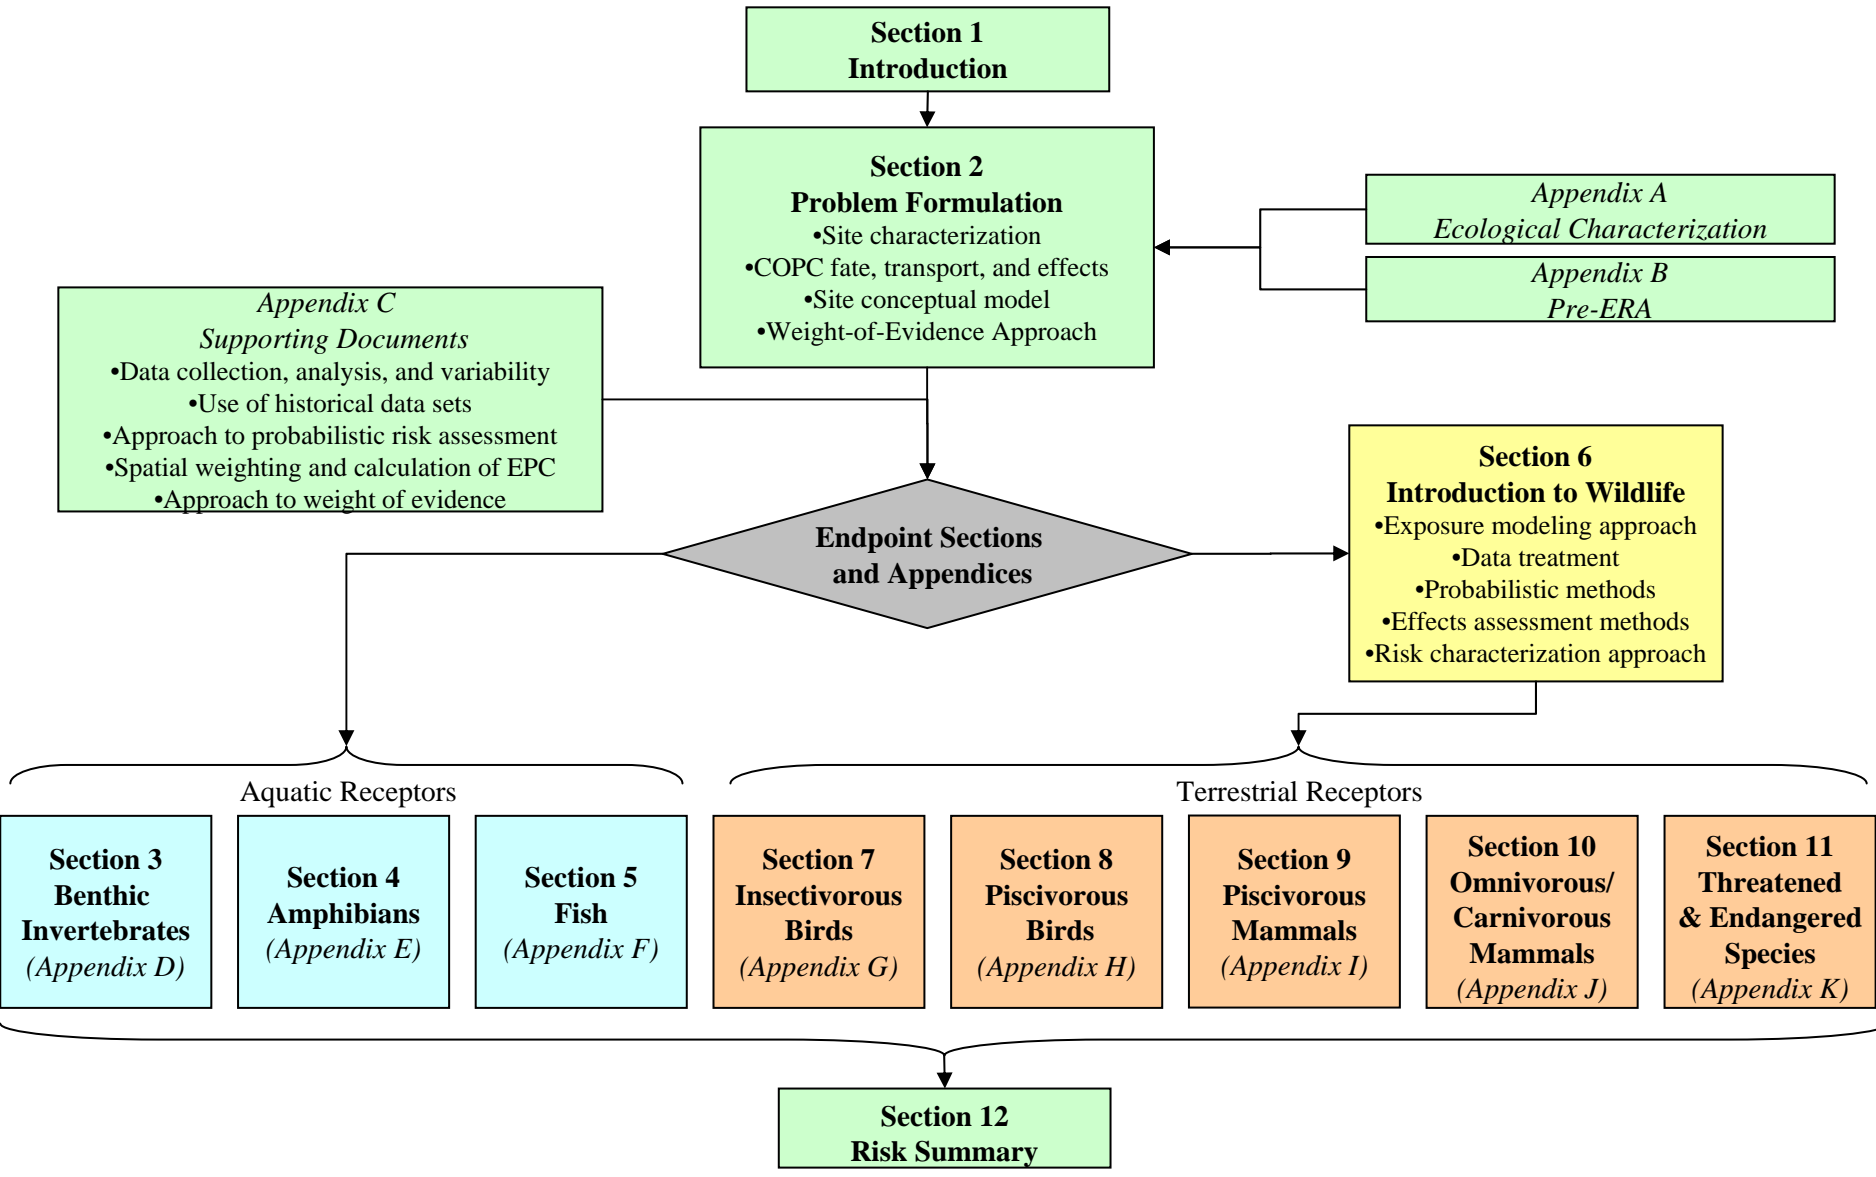 Section 1
Introduction
Section 2
Problem Formulation
•Site characterization
•COPC fate, transport, and effects
•Site conceptual model
•Weight-of-Evidence Approach
Appendix A
Ecological Characterization
Appendix B
Pre-ERA
Appendix C
Supporting Documents
•Data collection, analysis, and variability
•Use of historical data sets
•Approach to probabilistic risk assessment
•Spatial weighting and calculation of EPC
•Approach to weight of evidence
Endpoint Sections
and Appendices
Section 6
Introduction to Wildlife
•Exposure modeling approach
•Data treatment
•Probabilistic methods
•Effects assessment methods
•Risk characterization approach
Aquatic Receptors
Terrestrial Receptors
Section 3
Benthic
Invertebrates
(Appendix D)
Section 4
Amphibians
(Appendix E)
Section 5
Fish
(Appendix F)
Section 7
Insectivorous
Birds
(Appendix G)
Section 8
Piscivorous
Birds
(Appendix H)
Section 9
Piscivorous
Mammals
(Appendix I)
Section 10
Omnivorous/
Carnivorous
Mammals
(Appendix J)
Section 11
Threatened
& Endangered
Species
(Appendix K)
Section 12
Risk Summary